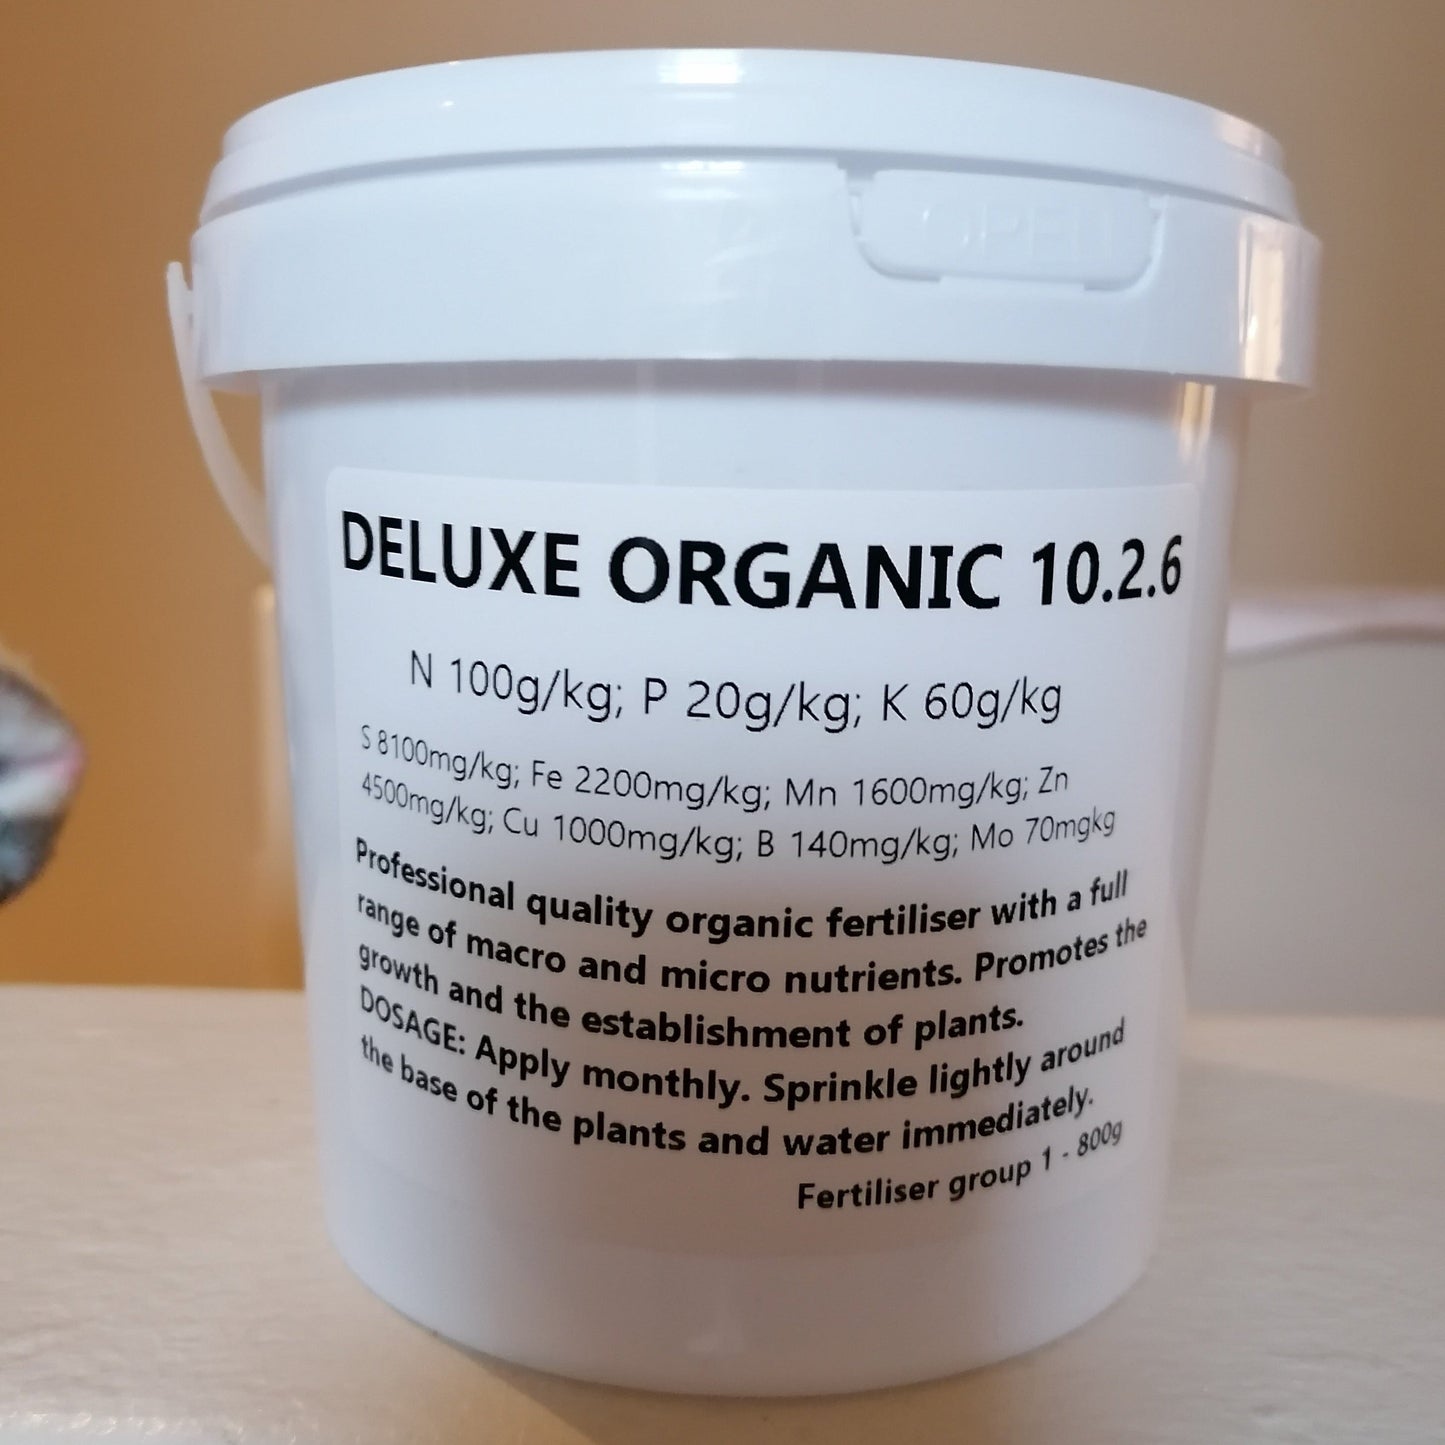 OPEN
DELUXE ORGANIC 10.2.6
N 100g/kg; P 20g/kg; K 60g/kg
S 8100mg/kg; Fe 2200mg/kg; Mn 1600mg/kg; Zn
4500mg/kg; Cu 1000mg/kg; B 140mg/kg; Mo 70mgkg
Professional quality organic fertiliser with a full
range of macro and micro nutrients. Promotes the
growth and the establishment of plants.
DOSAGE: Apply monthly. Sprinkle lightly around
the base of the plants and water immediately.
Fertiliser group 1 - 800g